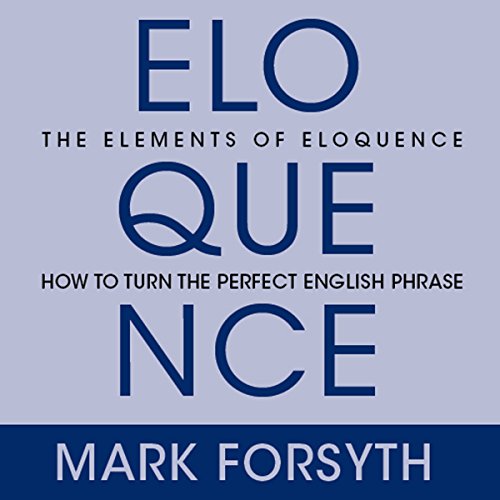 ELO
THE ELEMENTS OF ELOQUENCE
QUE
HOW TO TURN THE PERFECT ENGLISH PHRASE
NCE
MARK FORSYTH